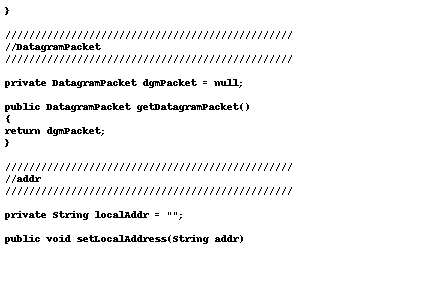 }
////////////////////////////////////////////////
//DatagramPacket
////////////////////////////////////////////////
private DatagramPacket dgmPacket = null;
public DatagramPacket getDatagramPacket()
{
return dgmPacket;
}
////////////////////////////////////////////////
//addr
////////////////////////////////////////////////
private String localAddr = "";
public void setLocalAddress(String addr)